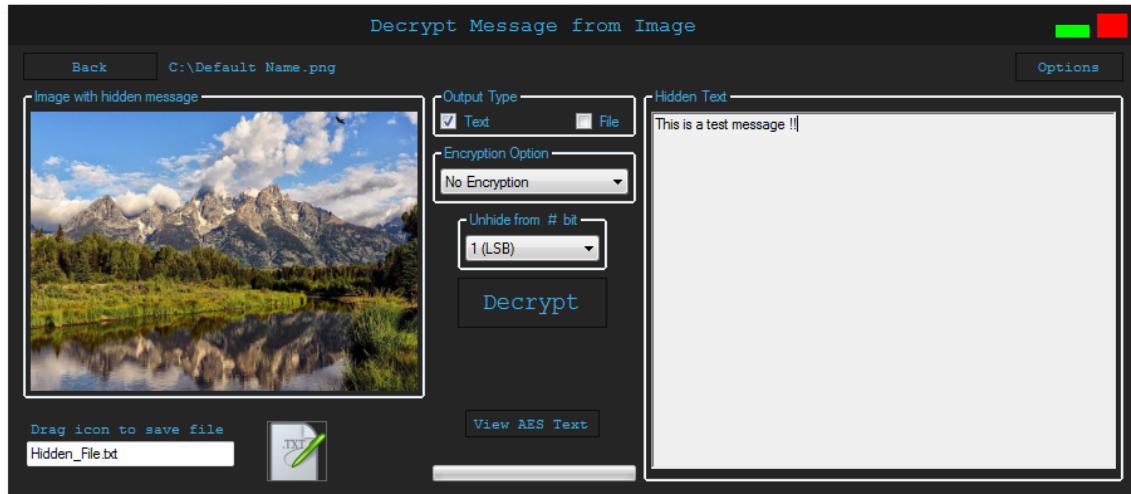 Decrypt Message from Image
Back
C:\Default Name.png
Options
Image with hidden message
Output Type
Text
File
Encryption Option
No Encryption
Unhide from # bit
1 (LSB)
Decrypt
View AES Text
Hidden Text
This is a test message !!
Drag icon to save file
Hidden_File.txt
.TXT